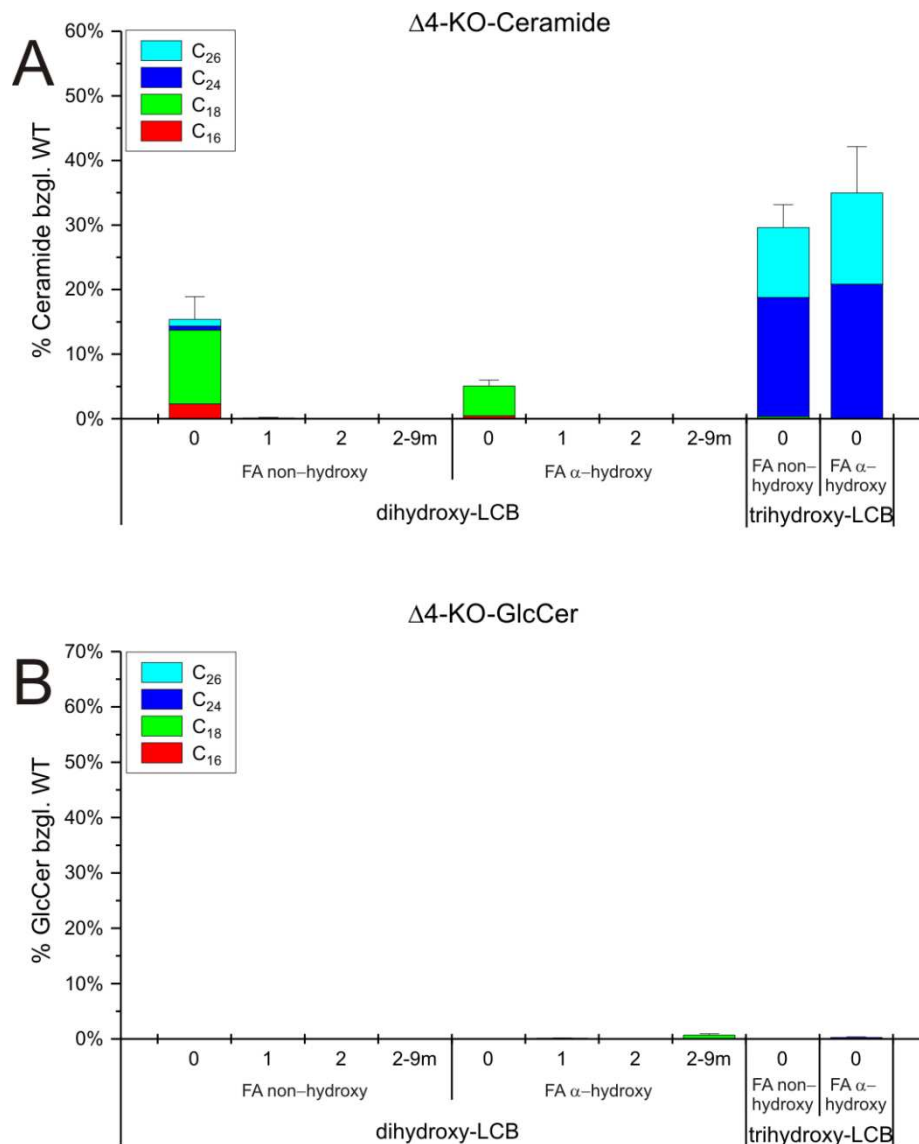 Δ4-KO-Ceramide
A
C26
C24
C18
C16
% Ceramide bzgl. WT
60%
50%
40%
30%
20%
10%
0%
0 1 2 2-9m 0 1 2 2-9m 0 0
FA non–hydroxy FA α–hydroxy FA non– FA α–
hydroxy hydroxy
dihydroxy-LCB trihydroxy-LCB
Δ4-KO-GlcCer
B
C26
C24
C18
C16
% GlcCer bzgl. WT
70%
60%
50%
40%
30%
20%
10%
0%
0 1 2 2-9m 0 1 2 2-9m 0 0
FA non–hydroxy FA α–hydroxy FA non– FA α–
hydroxy hydroxy
dihydroxy-LCB trihydroxy-LCB